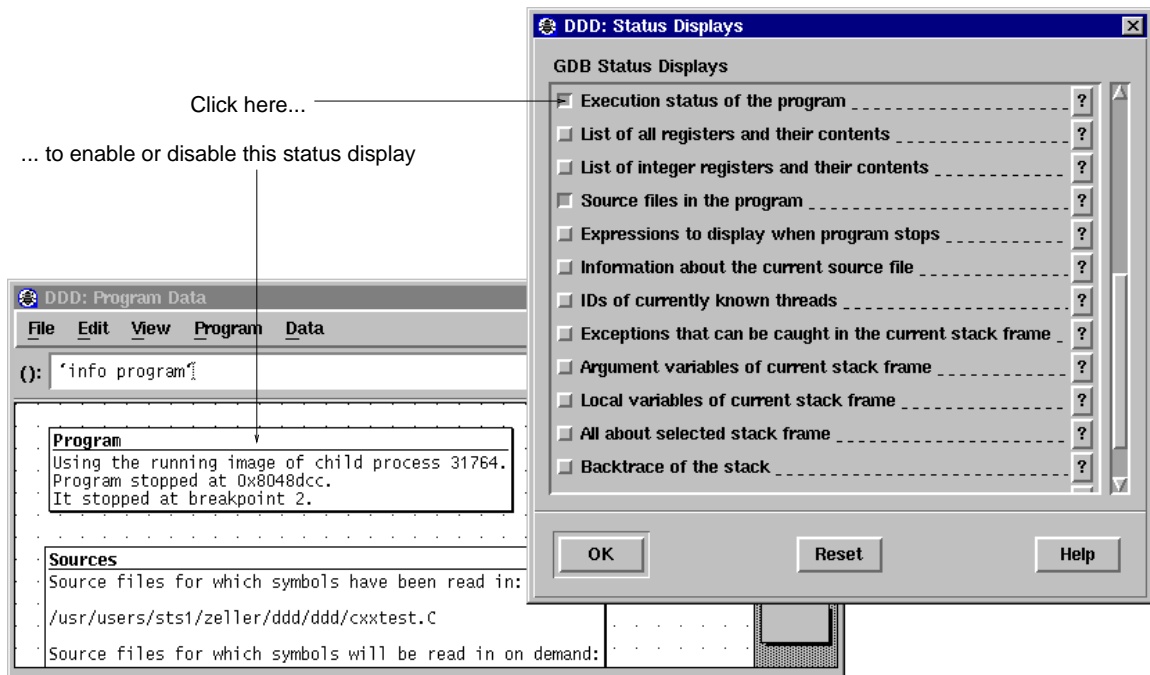 DDD: Status Displays
GDB Status Displays
Click here...
... to enable or disable this status display
Execution status of the program ?
List of all registers and their contents ?
List of integer registers and their contents ?
Source files in the program ?
Expressions to display when program stops ?
Information about the current source file ?
IDs of currently known threads ?
Exceptions that can be caught in the current stack frame ?
Argument variables of current stack frame ?
Local variables of current stack frame ?
All about selected stack frame ?
Backtrace of the stack ?
OK Reset Help
DDD: Program Data
File Edit View Program Data
(): ‘info program‘
Program
Using the running image of child process 31764.
Program stopped at 0x8048dcc.
It stopped at breakpoint 2.
Sources
Source files for which symbols have been read in:
/usr/users/sts1/zeller/ddd/ddd/cxxtest.C
Source files for which symbols will be read in on demand: